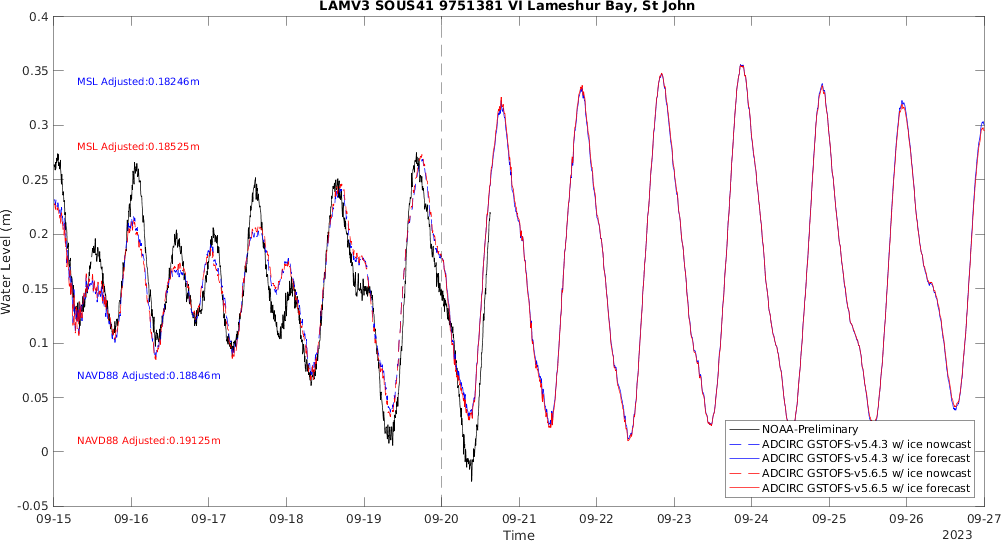 LAMV3 SOUS41 9751381 VI Lameshur Bay, St John
0.4
0.35
0.3
0.25
0.2
0.15
0.1
0.05
0
-0.05
Water Level (m)
MSL Adjusted:0.18246m
MSL Adjusted:0.18525m
NAVD88 Adjusted:0.18846m
NAVD88 Adjusted:0.19125m
NOAA-Preliminary
ADCIRC GSTOFS-v5.4.3 w/ ice nowcast
ADCIRC GSTOFS-v5.4.3 w/ ice forecast
ADCIRC GSTOFS-v5.6.5 w/ ice nowcast
ADCIRC GSTOFS-v5.6.5 w/ ice forecast
09-15 09-16 09-17 09-18 09-19 09-20 09-21 09-22 09-23 09-24 09-25 09-26 09-27
Time
2023